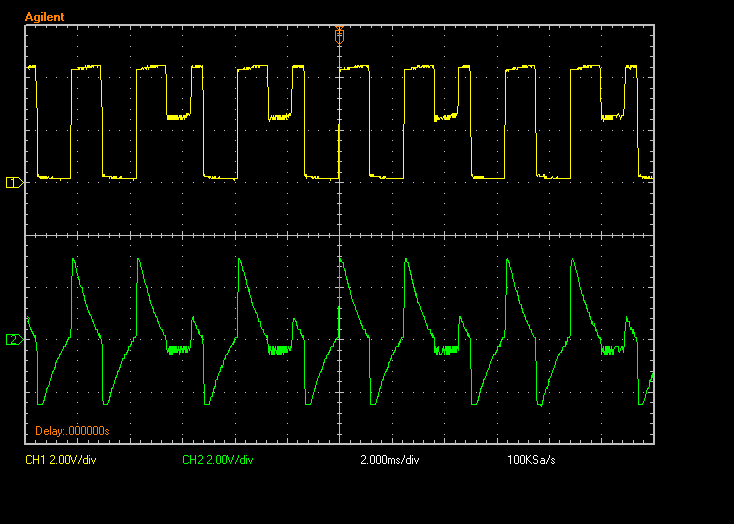 Agilent
1
2
Delay:.000000s
CH1 2.00V/div CH2 2.00V/div 2.000ms/div 100KSa/s